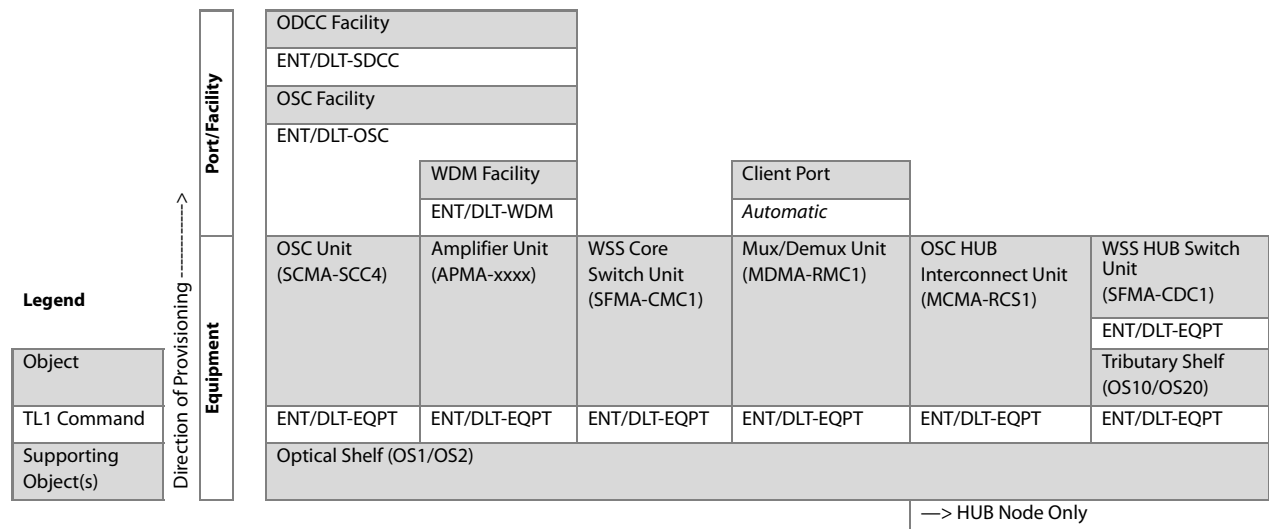 ODCC Facility
ENT/DLT-SDCC
OSC Facility
ENT/DLT-OSC
WDM Facility
Client Port
ENT/DLT-WDM
Automatic
Port/Facility
Direction of Provisioning ------------>
Equipment
OSC Unit
(SCMA-SCC4)
Amplifier Unit
(APMA-xxxx)
WSS Core
Switch Unit
(SFMA-CMC1)
Mux/Demux Unit
(MDMA-RMC1)
OSC HUB
Interconnect Unit
(MCMA-RCS1)
WSS HUB Switch
Unit
(SFMA-CDC1)
ENT/DLT-EQPT
Tributary Shelf
(OS10/OS20)
ENT/DLT-EQPT
ENT/DLT-EQPT
ENT/DLT-EQPT
ENT/DLT-EQPT
ENT/DLT-EQPT
ENT/DLT-EQPT
Optical Shelf (OS1/OS2)
—> HUB Node Only
Legend
Object
TL1 Command
Supporting
Object(s)